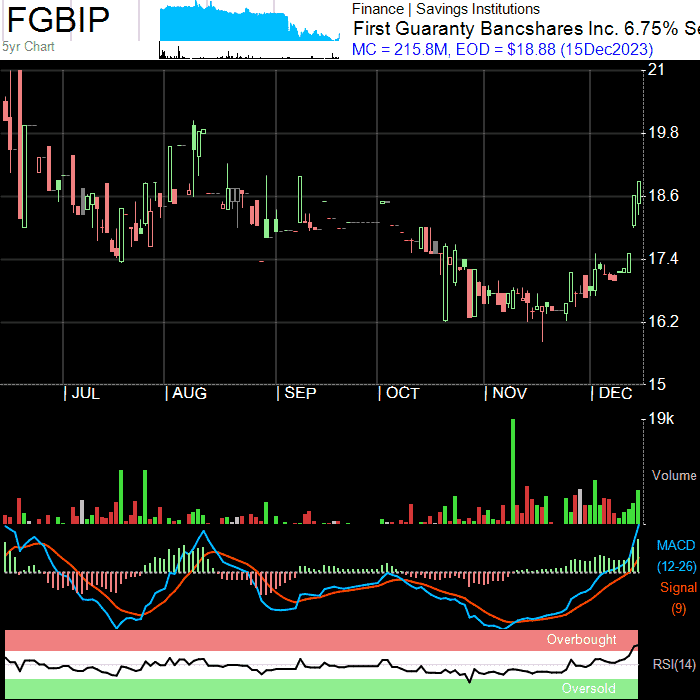 FGBIP
5yr Chart
Finance | Savings Institutions
First Guaranty Bancshares Inc. 6.75% Se
MC = 215.8M, EOD = $18.88 (15Dec2023)
21
19.8
18.6
17.4
16.2
15
| JUL | AUG | SEP | OCT | NOV | DEC
19k
Volume
MACD
(12-26)
Signal
(9)
Overbought
RSI(14)
Oversold